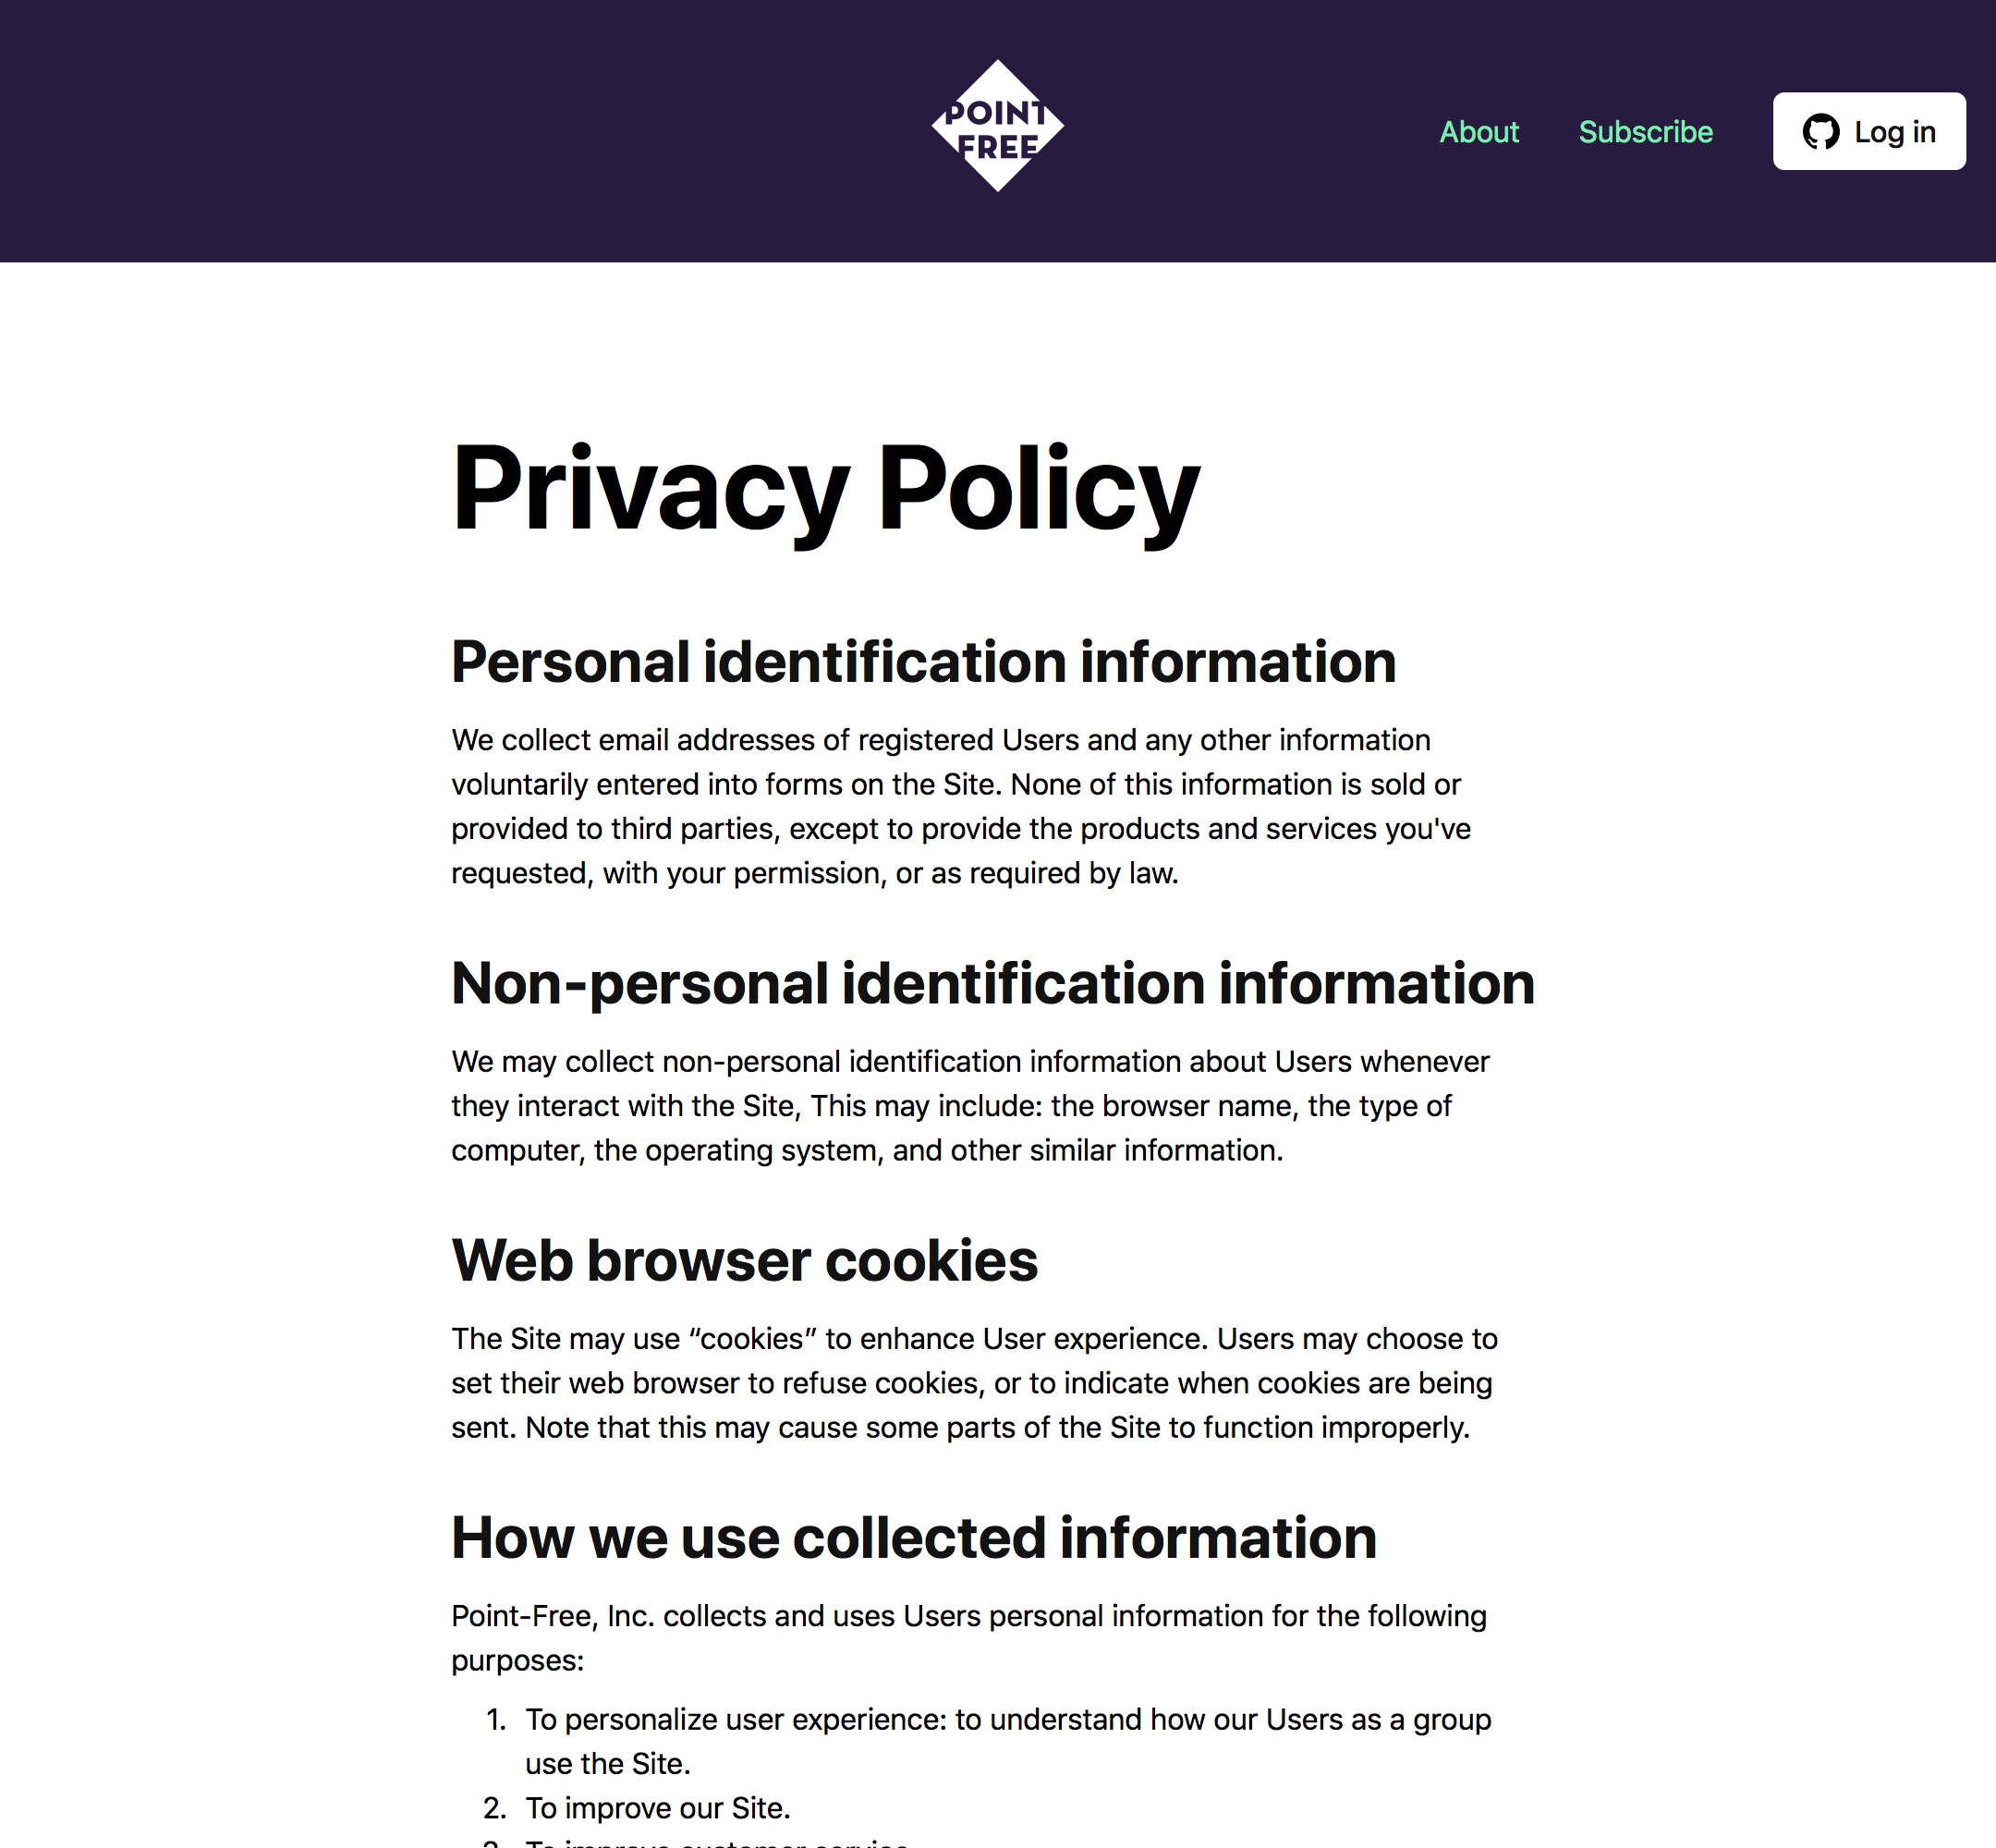 POINT
FREE
About Subscribe Log in
Privacy Policy
Personal identification information
We collect email addresses of registered Users and any other information
voluntarily entered into forms on the Site. None of this information is sold or
provided to third parties, except to provide the products and services you've
requested, with your permission, or as required by law.
Non-personal identification information
We may collect non-personal identification information about Users whenever
they interact with the Site, This may include: the browser name, the type of
computer, the operating system, and other similar information.
Web browser cookies
The Site may use “cookies” to enhance User experience. Users may choose to
set their web browser to refuse cookies, or to indicate when cookies are being
sent. Note that this may cause some parts of the Site to function improperly.
How we use collected information
Point-Free, Inc. collects and uses Users personal information for the following
purposes:
1. To personalize user experience: to understand how our Users as a group
use the Site.
2. To improve our Site.
3. To improve customer service.